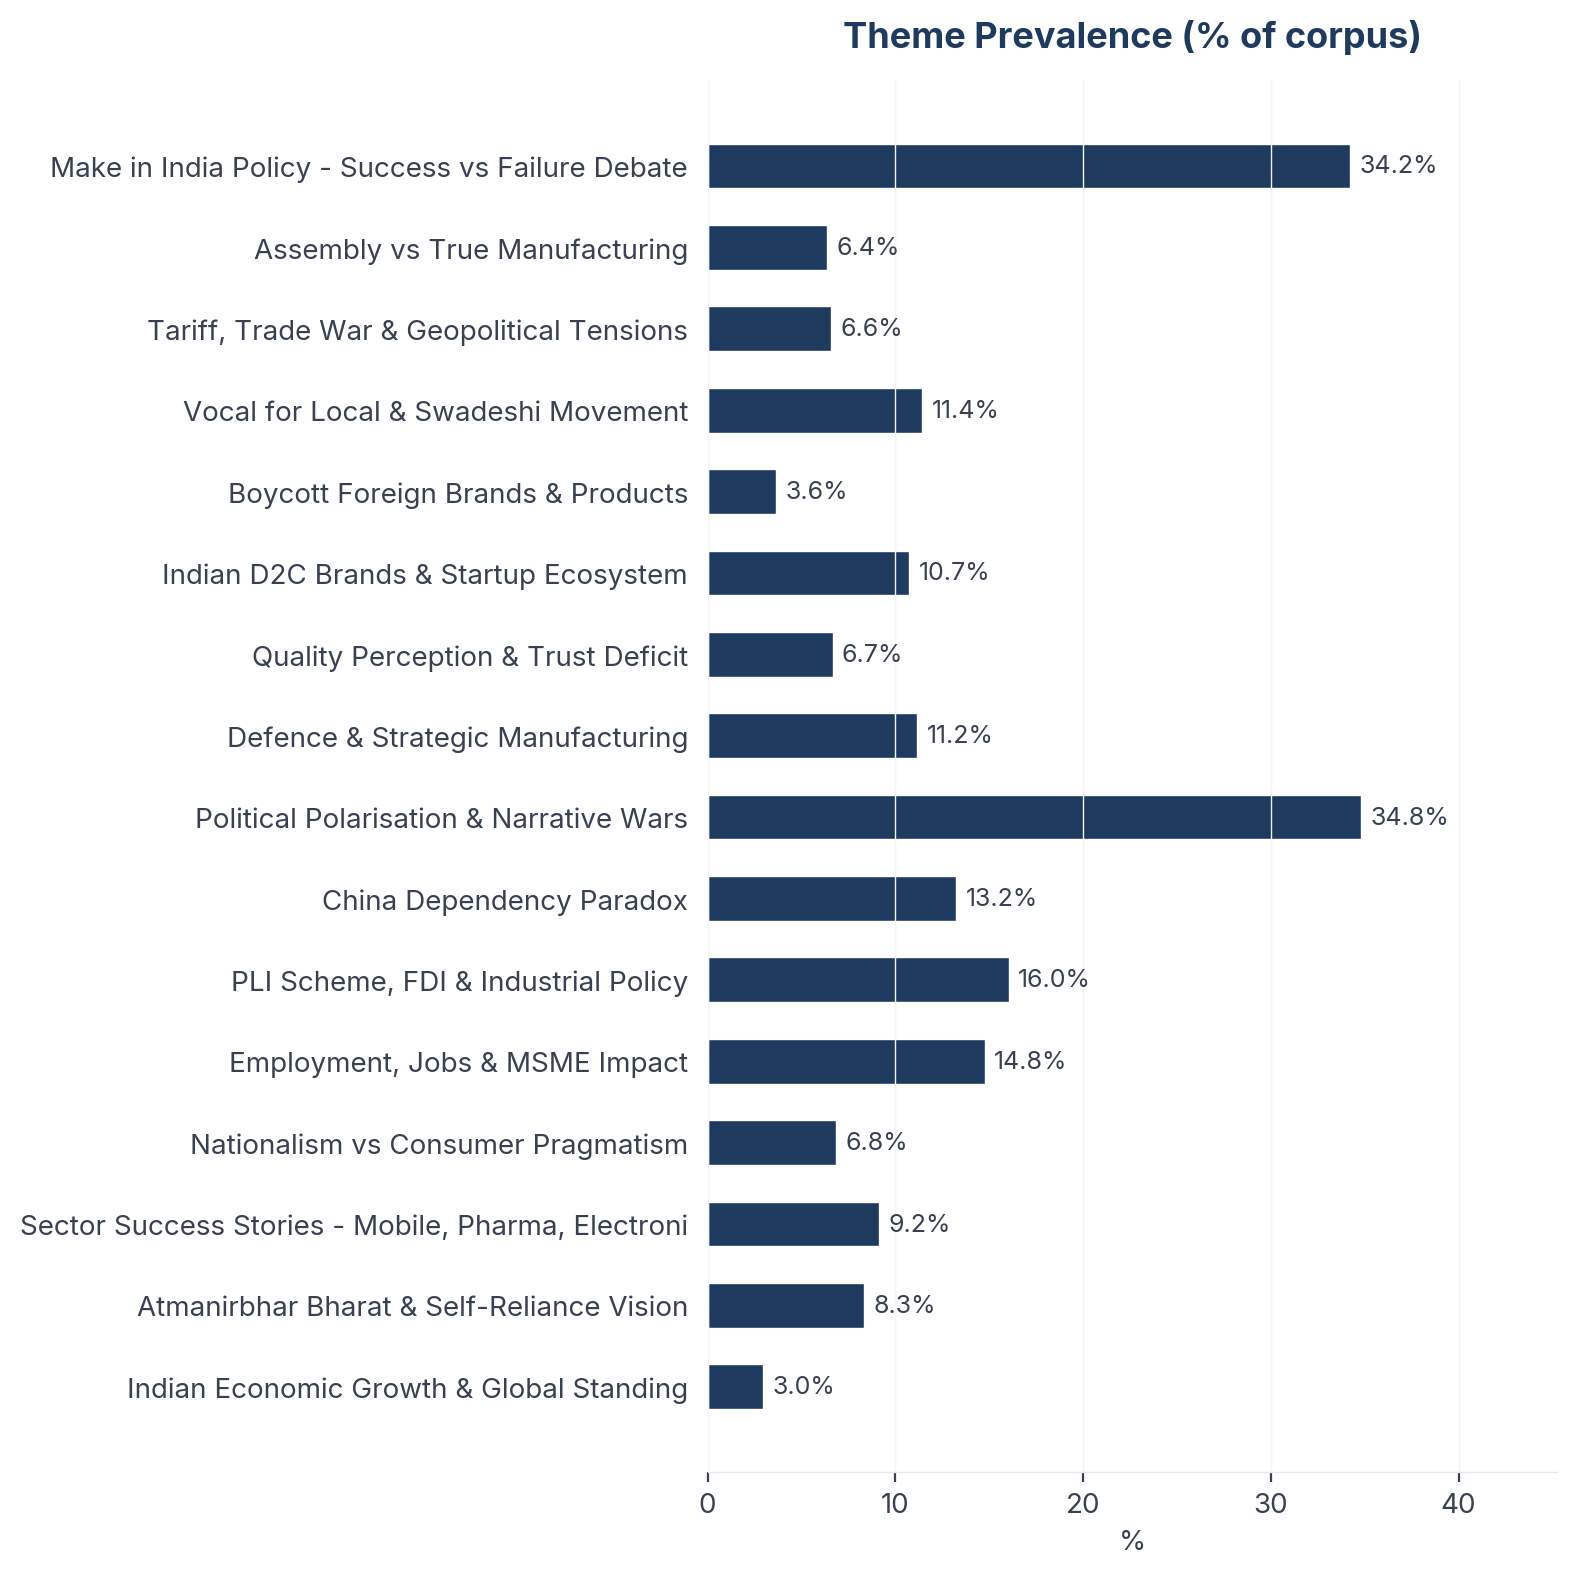 Theme Prevalence (% of corpus)
Make in India Policy - Success vs Failure Debate 34.2%
Assembly vs True Manufacturing 6.4%
Tariff, Trade War & Geopolitical Tensions 6.6%
Vocal for Local & Swadeshi Movement 11.4%
Boycott Foreign Brands & Products 3.6%
Indian D2C Brands & Startup Ecosystem 10.7%
Quality Perception & Trust Deficit 6.7%
Defence & Strategic Manufacturing 11.2%
Political Polarisation & Narrative Wars 34.8%
China Dependency Paradox 13.2%
PLI Scheme, FDI & Industrial Policy 16.0%
Employment, Jobs & MSME Impact 14.8%
Nationalism vs Consumer Pragmatism 6.8%
Sector Success Stories - Mobile, Pharma, Electroni 9.2%
Atmanirbhar Bharat & Self-Reliance Vision 8.3%
Indian Economic Growth & Global Standing 3.0%
0 10 20 30 40
%